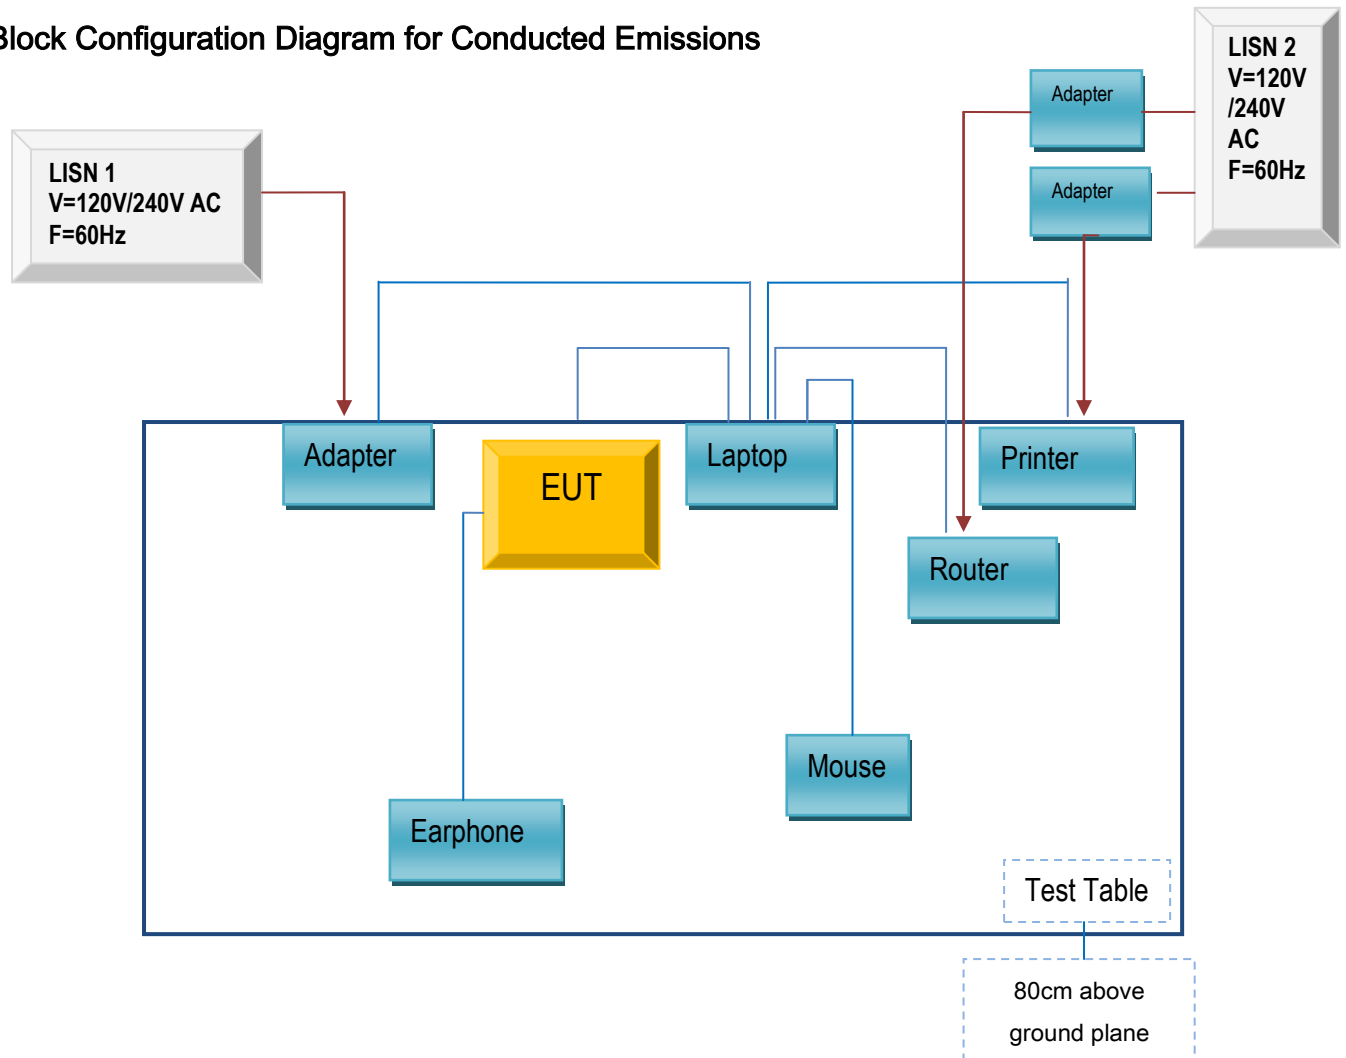 Block Configuration Diagram for Conducted Emissions
LISN 1
V=120V/240V AC
F=60Hz
LISN 2
V=120V
/240V
AC
F=60Hz
Adapter
Adapter
Adapter
EUT
Laptop
Printer
Router
Mouse
Earphone
Test Table
80cm above
ground plane